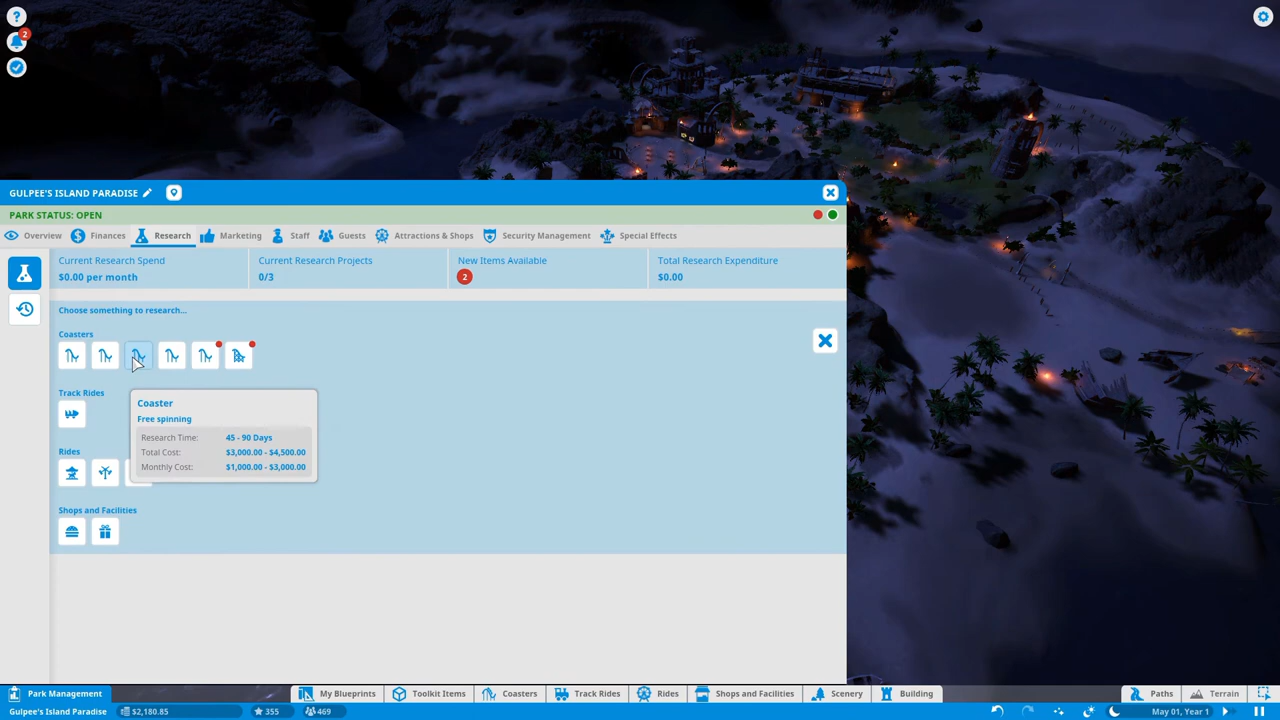 ?
2
GULPEE'S ISLAND PARADISE
PARK STATUS: OPEN
Overview Finances Research Marketing Staff Guests Attractions & Shops Security Management Special Effects
Current Research Spend Current Research Projects New Items Available Total Research Expenditure
$0.00 per month 0/3 2 $0.00
Choose something to research...
Coasters
Track Rides
Coaster
Free spinning
Research Time: 45 - 90 Days
Total Cost: $3,000.00 - $4,500.00
Monthly Cost: $1,000.00 - $3,000.00
Rides
Shops and Facilities
Park Management My Blueprints Toolkit Items Coasters Track Rides Rides Shops and Facilities Scenery Building Paths Terrain
Gulpee's Island Paradise $2,180.85 355 469 May 01, Year 1